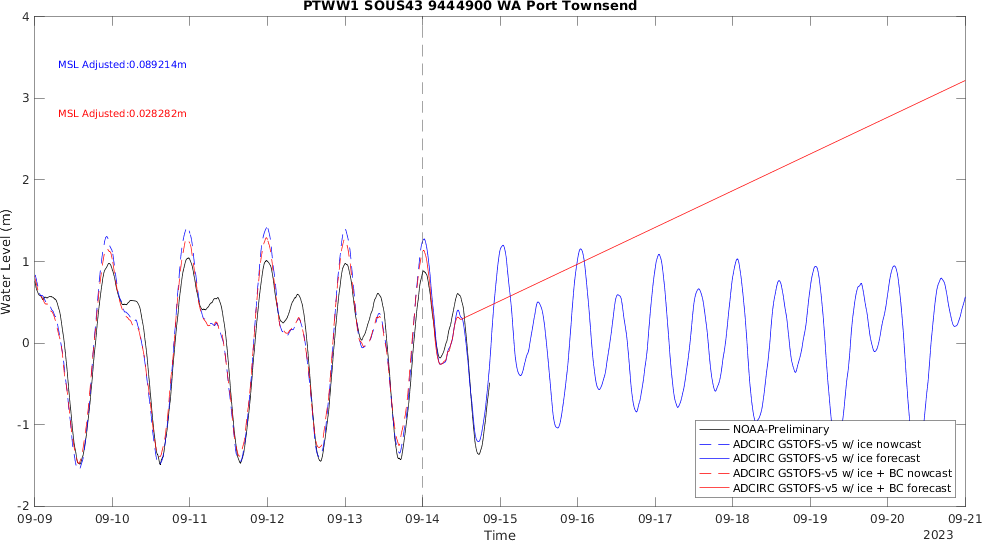 PTWW1 SOUS43 9444900 WA Port Townsend
4
MSL Adjusted:0.089214m
3
MSL Adjusted:0.028282m
2
1
0
-1
-2
Water Level (m)
NOAA-Preliminary
ADCIRC GSTOFS-v5 w/ ice nowcast
ADCIRC GSTOFS-v5 w/ ice forecast
ADCIRC GSTOFS-v5 w/ ice + BC nowcast
ADCIRC GSTOFS-v5 w/ ice + BC forecast
09-09 09-10 09-11 09-12 09-13 09-14 09-15 09-16 09-17 09-18 09-19 09-20 09-21
Time
2023